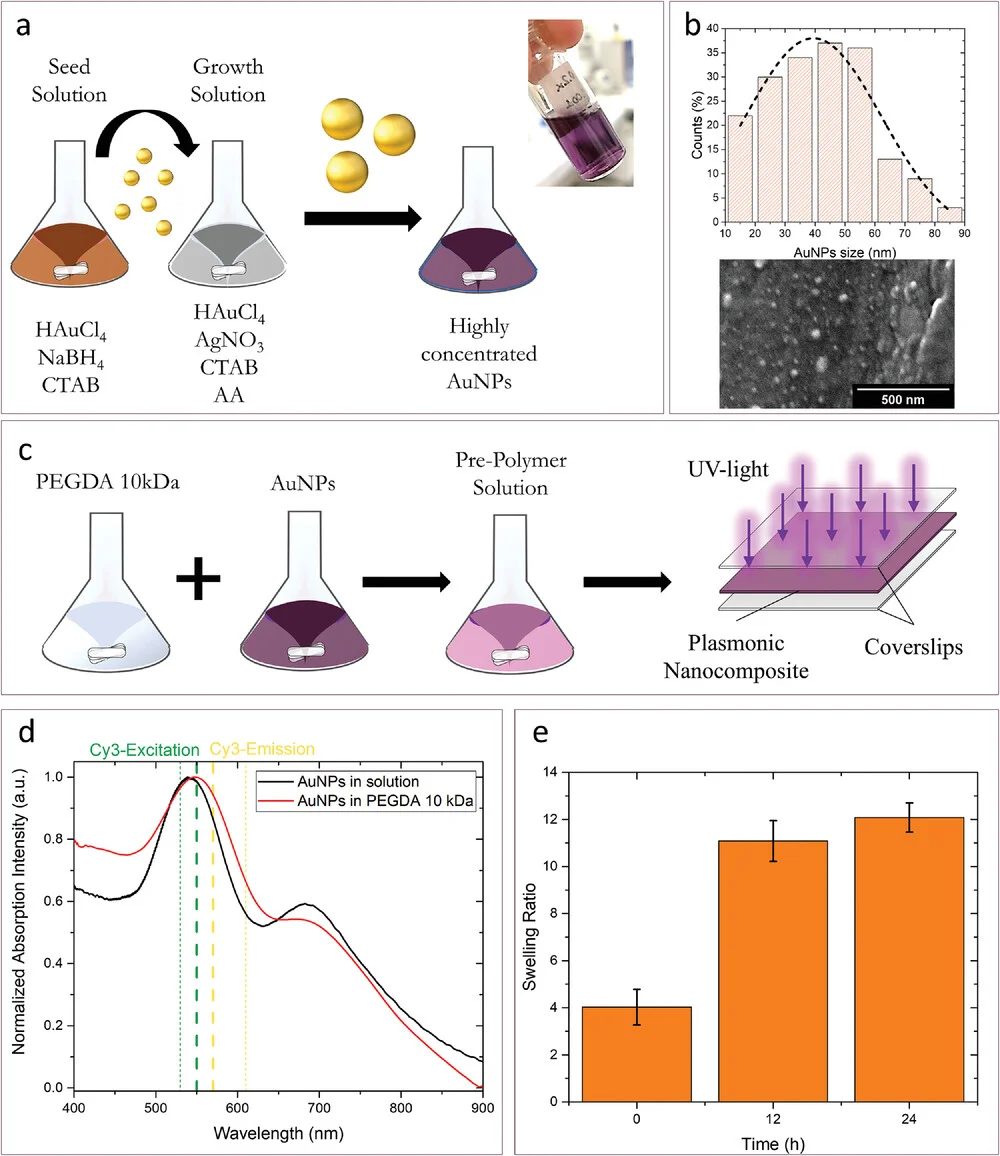 a
Seed
Solution
Growth
Solution
HAuCl4
NaBH4
CTAB
HAuCl4
AgNO3
CTAB
AA
Highly
concentrated
AuNPs
b
40
35
30
25
20
15
10
5
0
Counts (%)
10 20 30 40 50 60 70 80 90
AuNPs size (nm)
500 nm
c
PEGDA 10kDa
AuNPs
Pre-Polymer
Solution
UV-light
Plasmonic
Nanocomposite
Coverslips
d
Cy3-Excitation Cy3-Emission
AuNPs in solution
AuNPs in PEGDA 10 kDa
1.0
0.8
0.6
0.4
0.2
0.0
Normalized Absorption Intensity (a.u.)
400 500 600 700 800 900
Wavelength (nm)
e
14
12
10
8
6
4
2
0
Swelling Ratio
0 12 24
Time (h)